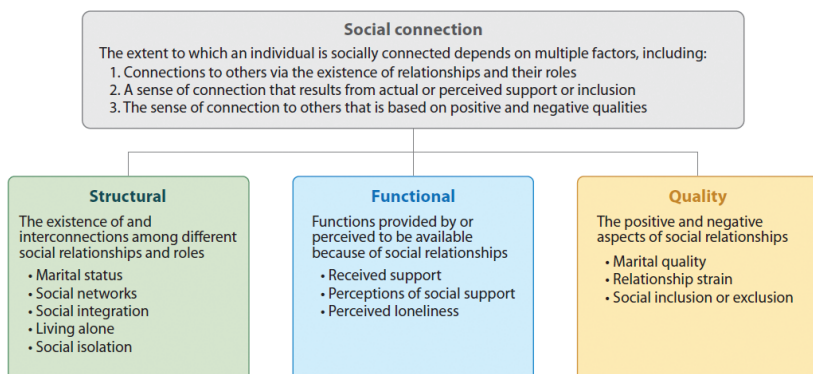 Social connection
The extent to which an individual is socially connected depends on multiple factors, including:
1. Connections to others via the existence of relationships and their roles
2. A sense of connection that results from actual or perceived support or inclusion
3. The sense of connection to others that is based on positive and negative qualities
Structural
The existence of and
interconnections among different
social relationships and roles
• Marital status
• Social networks
• Social integration
• Living alone
• Social isolation
Functional
Functions provided by or
perceived to be available
because of social relationships
• Received support
• Perceptions of social support
• Perceived loneliness
Quality
The positive and negative
aspects of social relationships
• Marital quality
• Relationship strain
• Social inclusion or exclusion